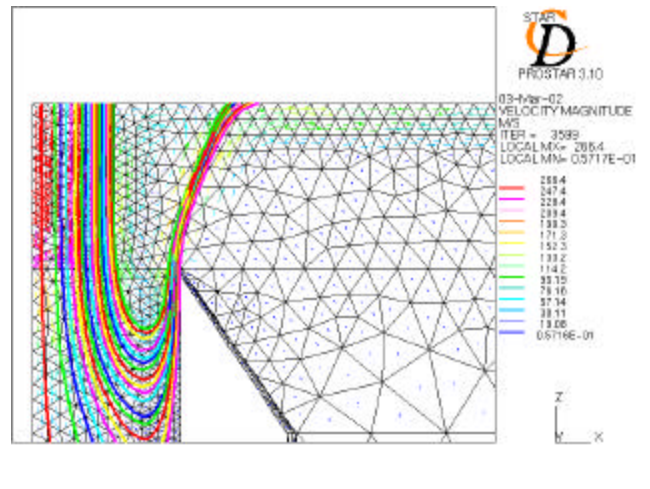 STAR
CD
PROSTAR 3.10
03-Mar-02
VELOCITY MAGNITUDE
M/S
ITER = 3599
LOCAL MX= 266.4
LOCAL MN= 0.5717E-01
266.4
247.4
228.4
209.4
190.3
171.3
152.3
133.2
114.2
95.19
76.16
57.14
38.11
19.08
0.5716E-01
Z
Y
X